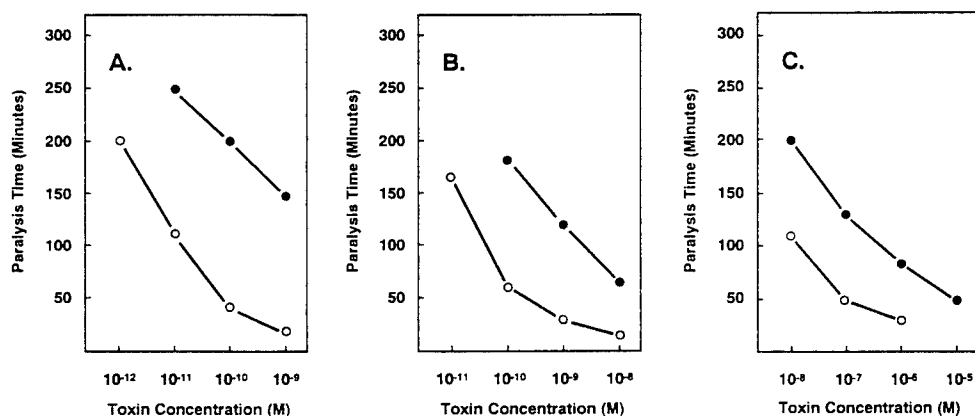 A.
300
250
200
150
100
50
Paralysis Time (Minutes)
10⁻¹² 10⁻¹¹ 10⁻¹⁰ 10⁻⁹
Toxin Concentration (M)
B.
300
250
200
150
100
50
Paralysis Time (Minutes)
10⁻¹¹ 10⁻¹⁰ 10⁻⁹ 10⁻⁸
Toxin Concentration (M)
C.
300
250
200
150
100
50
Paralysis Time (Minutes)
10⁻⁸ 10⁻⁷ 10⁻⁶ 10⁻⁵
Toxin Concentration (M)